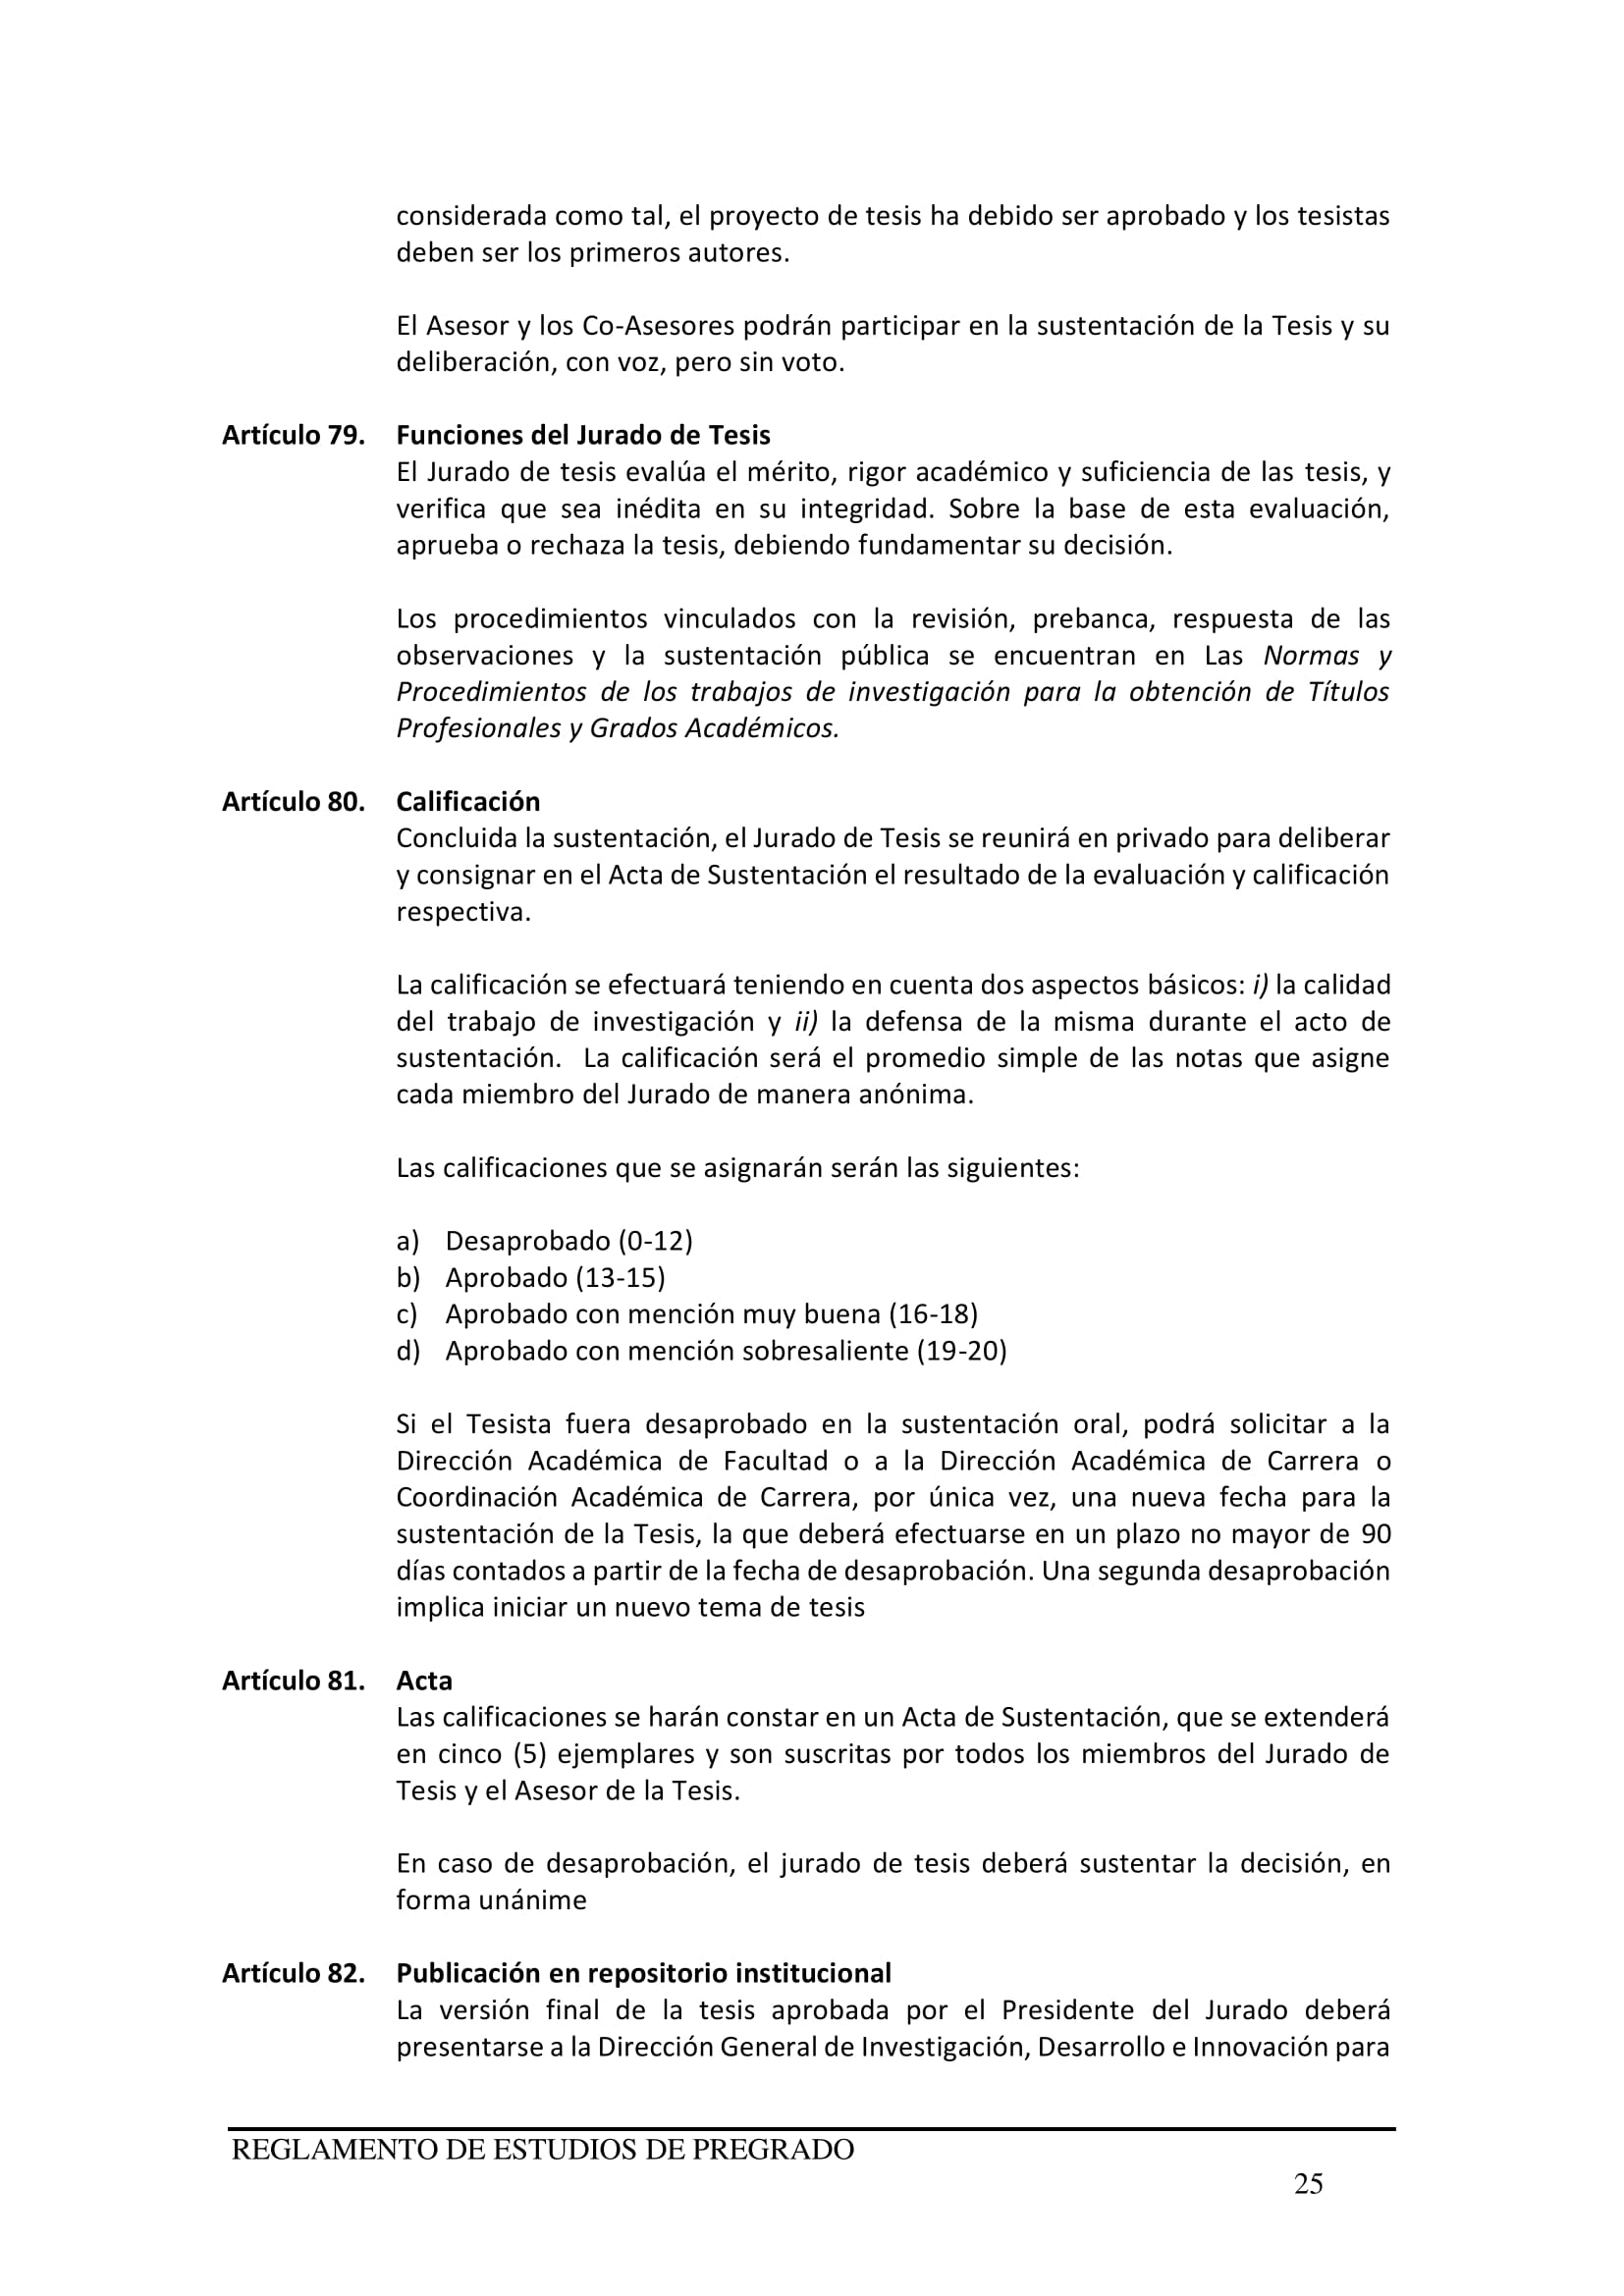 considerada como tal, el proyecto de tesis ha debido ser aprobado y los tesistas
deben ser los primeros autores.
El Asesor y los Co-Asesores podrán participar en la sustentación de la Tesis y su
deliberación, con voz, pero sin voto.
Artículo 79. Funciones del Jurado de Tesis
El Jurado de tesis evalúa el mérito, rigor académico y suficiencia de las tesis, y
verifica que sea inédita en su integridad. Sobre la base de esta evaluación,
aprueba o rechaza la tesis, debiendo fundamentar su decisión.
Los procedimientos vinculados con la revisión, prebanca, respuesta de las
observaciones y la sustentación pública se encuentran en Las Normas y
Procedimientos de los trabajos de investigación para la obtención de Títulos
Profesionales y Grados Académicos.
Artículo 80. Calificación
Concluida la sustentación, el Jurado de Tesis se reunirá en privado para deliberar
y consignar en el Acta de Sustentación el resultado de la evaluación y calificación
respectiva.
La calificación se efectuará teniendo en cuenta dos aspectos básicos: i) la calidad
del trabajo de investigación y ii) la defensa de la misma durante el acto de
sustentación. La calificación será el promedio simple de las notas que asigne
cada miembro del Jurado de manera anónima.
Las calificaciones que se asignarán serán las siguientes:
a) Desaprobado (0-12)
b) Aprobado (13-15)
c) Aprobado con mención muy buena (16-18)
d) Aprobado con mención sobresaliente (19-20)
Si el Tesista fuera desaprobado en la sustentación oral, podrá solicitar a la
Dirección Académica de Facultad o a la Dirección Académica de Carrera o
Coordinación Académica de Carrera, por única vez, una nueva fecha para la
sustentación de la Tesis, la que deberá efectuarse en un plazo no mayor de 90
días contados a partir de la fecha de desaprobación. Una segunda desaprobación
implica iniciar un nuevo tema de tesis
Artículo 81. Acta
Las calificaciones se harán constar en un Acta de Sustentación, que se extenderá
en cinco (5) ejemplares y son suscritas por todos los miembros del Jurado de
Tesis y el Asesor de la Tesis.
En caso de desaprobación, el jurado de tesis deberá sustentar la decisión, en
forma unánime
Artículo 82. Publicación en repositorio institucional
La versión final de la tesis aprobada por el Presidente del Jurado deberá
presentarse a la Dirección General de Investigación, Desarrollo e Innovación para
REGLAMENTO DE ESTUDIOS DE PREGRADO
25